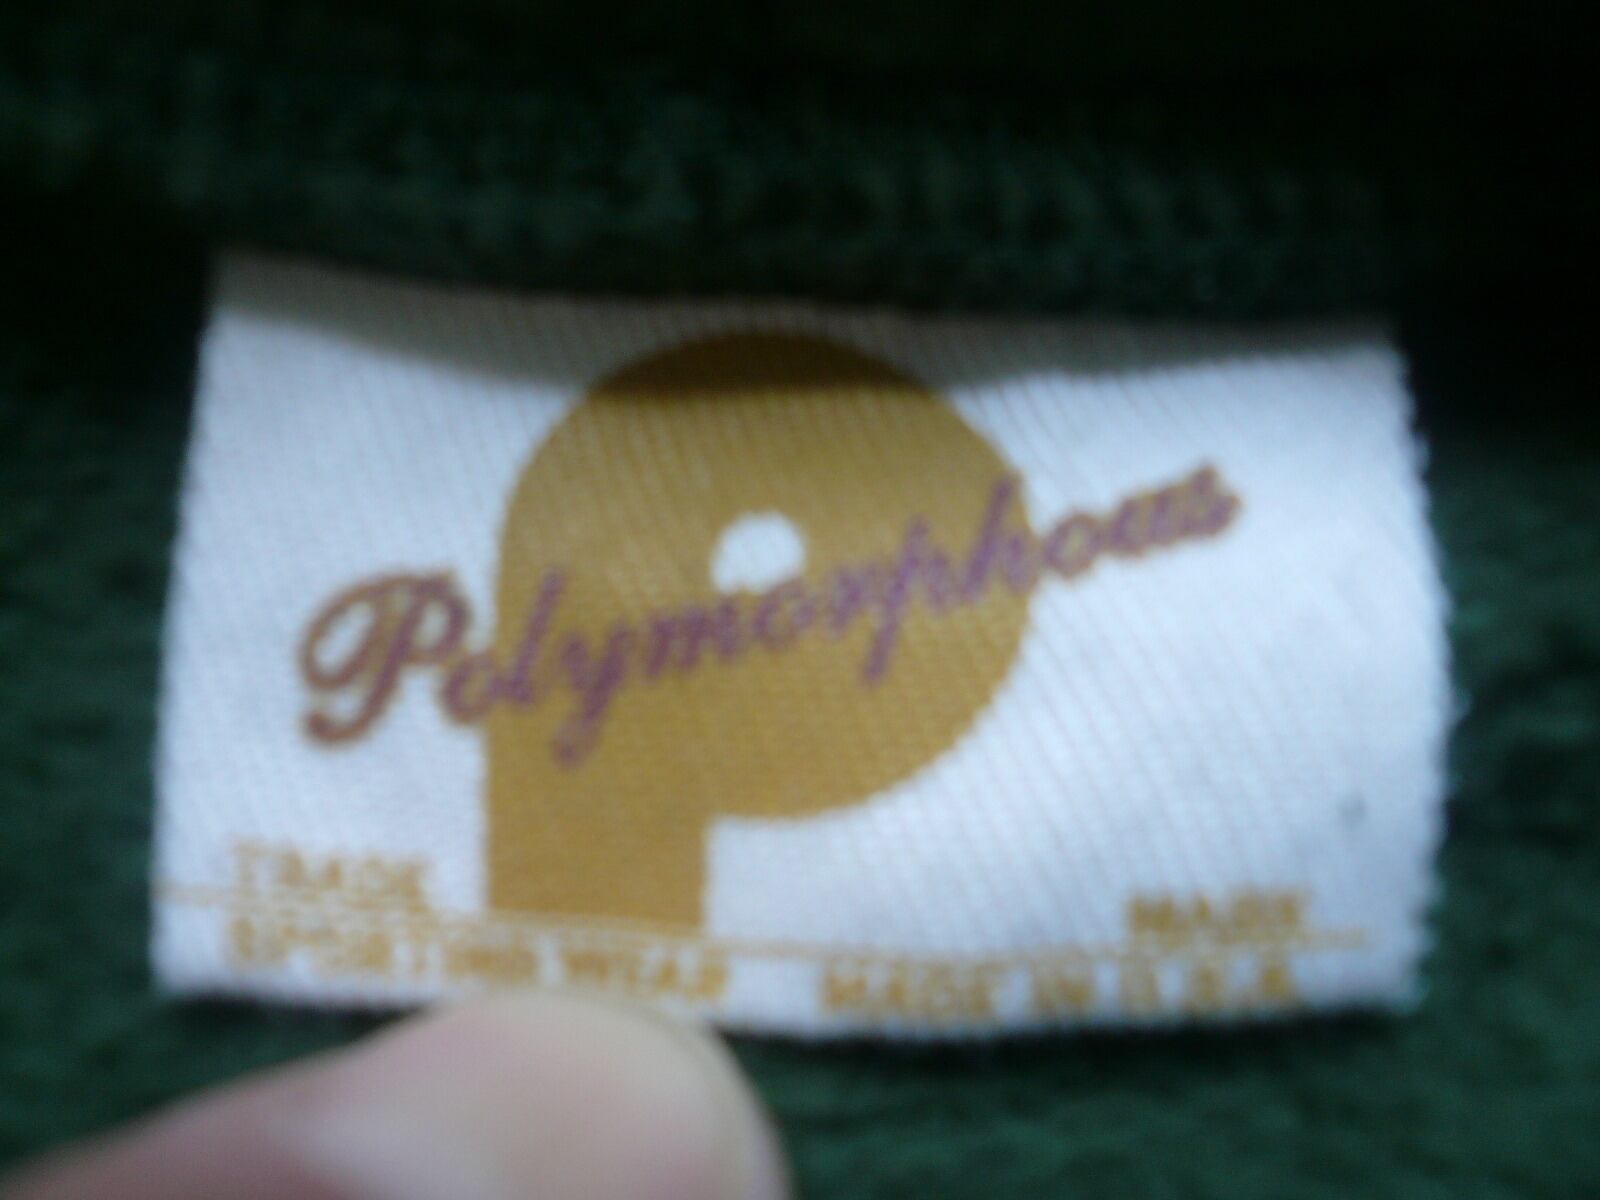 P
Polymorphous
TRADE MARK
SPORTING WEAR MADE IN U.S.A.